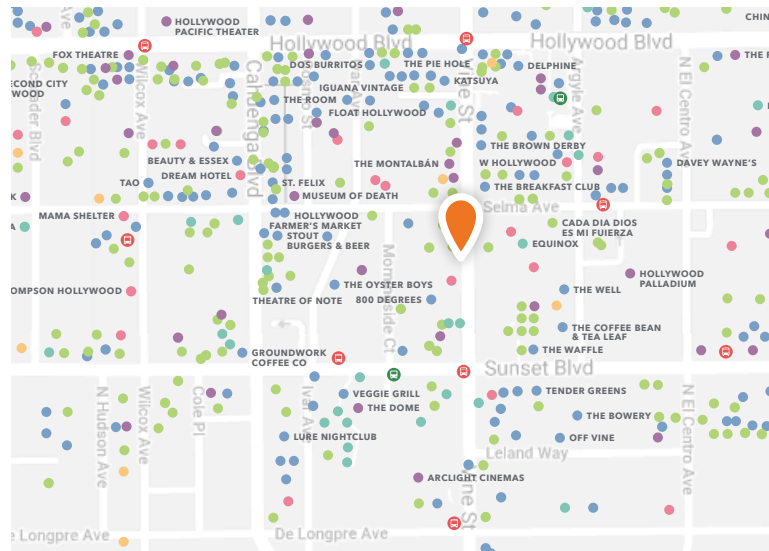 HOLLYWOOD
PACIFIC THEATER
CHIN
Ave
FOX THEATRE
Hollywood Blvd
Hollywood Blvd
DOS BURRITOS
THE PIE HOLE
DELPHINE
THE F
ECOND CITY
WOOD
IGUANA VINTAGE
KATSUYA
THE ROOM
FLOAT HOLLYWOOD
Wilcox Ave
Cahuenga Blvd
Argyle Ave
N El Centro Ave
THE BROWN DERBY
BEAUTY & ESSEX
THE MONTALBÁN
W HOLLYWOOD
DAVEY WAYNE'S
DREAM HOTEL
TAO
ST. FELIX
THE BREAKFAST CLUB
K
MUSEUM OF DEATH
Selma Ave
MAMA SHELTER
HOLLYWOOD
FARMER'S MARKET
CADA DIA DIOS
ES MI FUIERZA
A
STOUT
BURGERS & BEER
EQUINOX
HOLLYWOOD
PALLADIUM
OMPSON HOLLYWOOD
THE OYSTER BOYS
THE WELL
THEATRE OF NOTE
800 DEGREES
Morningside Ct
THE COFFEE BEAN
& TEA LEAF
GROUNDWORK
COFFEE CO
THE WAFFLE
Sunset Blvd
VEGGIE GRILL
TENDER GREENS
THE DOME
THE BOWERY
N Hudson Ave
Wilcox Ave
Cole Pl
Ivar Ave
N El Centro Ave
LURE NIGHTCLUB
OFF VINE
Leland Way
ARCLIGHT CINEMAS
Vine St
e Longpre Ave
De Longpre Ave